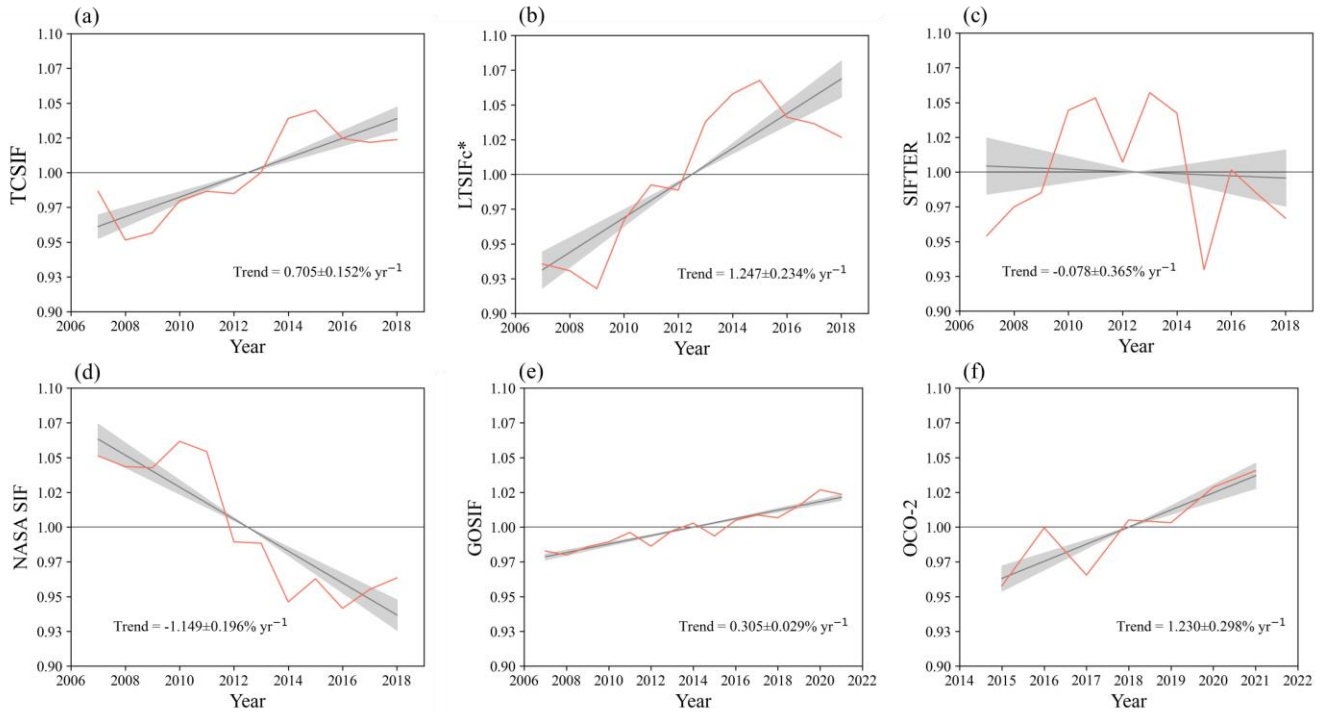 (a)
TCSIF
1.10
1.07
1.05
1.02
1.00
0.97
0.95
0.93
0.90
Trend = 0.705±0.152% yr⁻¹
2006 2008 2010 2012 2014 2016 2018
Year
(b)
LTSIFc*
1.10
1.07
1.05
1.02
1.00
0.97
0.95
0.93
0.90
Trend = 1.247±0.234% yr⁻¹
2006 2008 2010 2012 2014 2016 2018
Year
(c)
SIFTER
1.10
1.07
1.05
1.02
1.00
0.97
0.95
0.93
0.90
Trend = -0.078±0.365% yr⁻¹
2006 2008 2010 2012 2014 2016 2018
Year
(d)
NASA SIF
1.10
1.07
1.05
1.02
1.00
0.97
0.95
0.93
0.90
Trend = -1.149±0.196% yr⁻¹
2006 2008 2010 2012 2014 2016 2018
Year
(e)
GOSIF
1.10
1.07
1.05
1.02
1.00
0.97
0.95
0.93
0.90
Trend = 0.305±0.029% yr⁻¹
2006 2008 2010 2012 2014 2016 2018 2020 2022
Year
(f)
OCO-2
1.10
1.07
1.05
1.02
1.00
0.97
0.95
0.93
0.90
Trend = 1.230±0.298% yr⁻¹
2014 2015 2016 2017 2018 2019 2020 2021 2022
Year